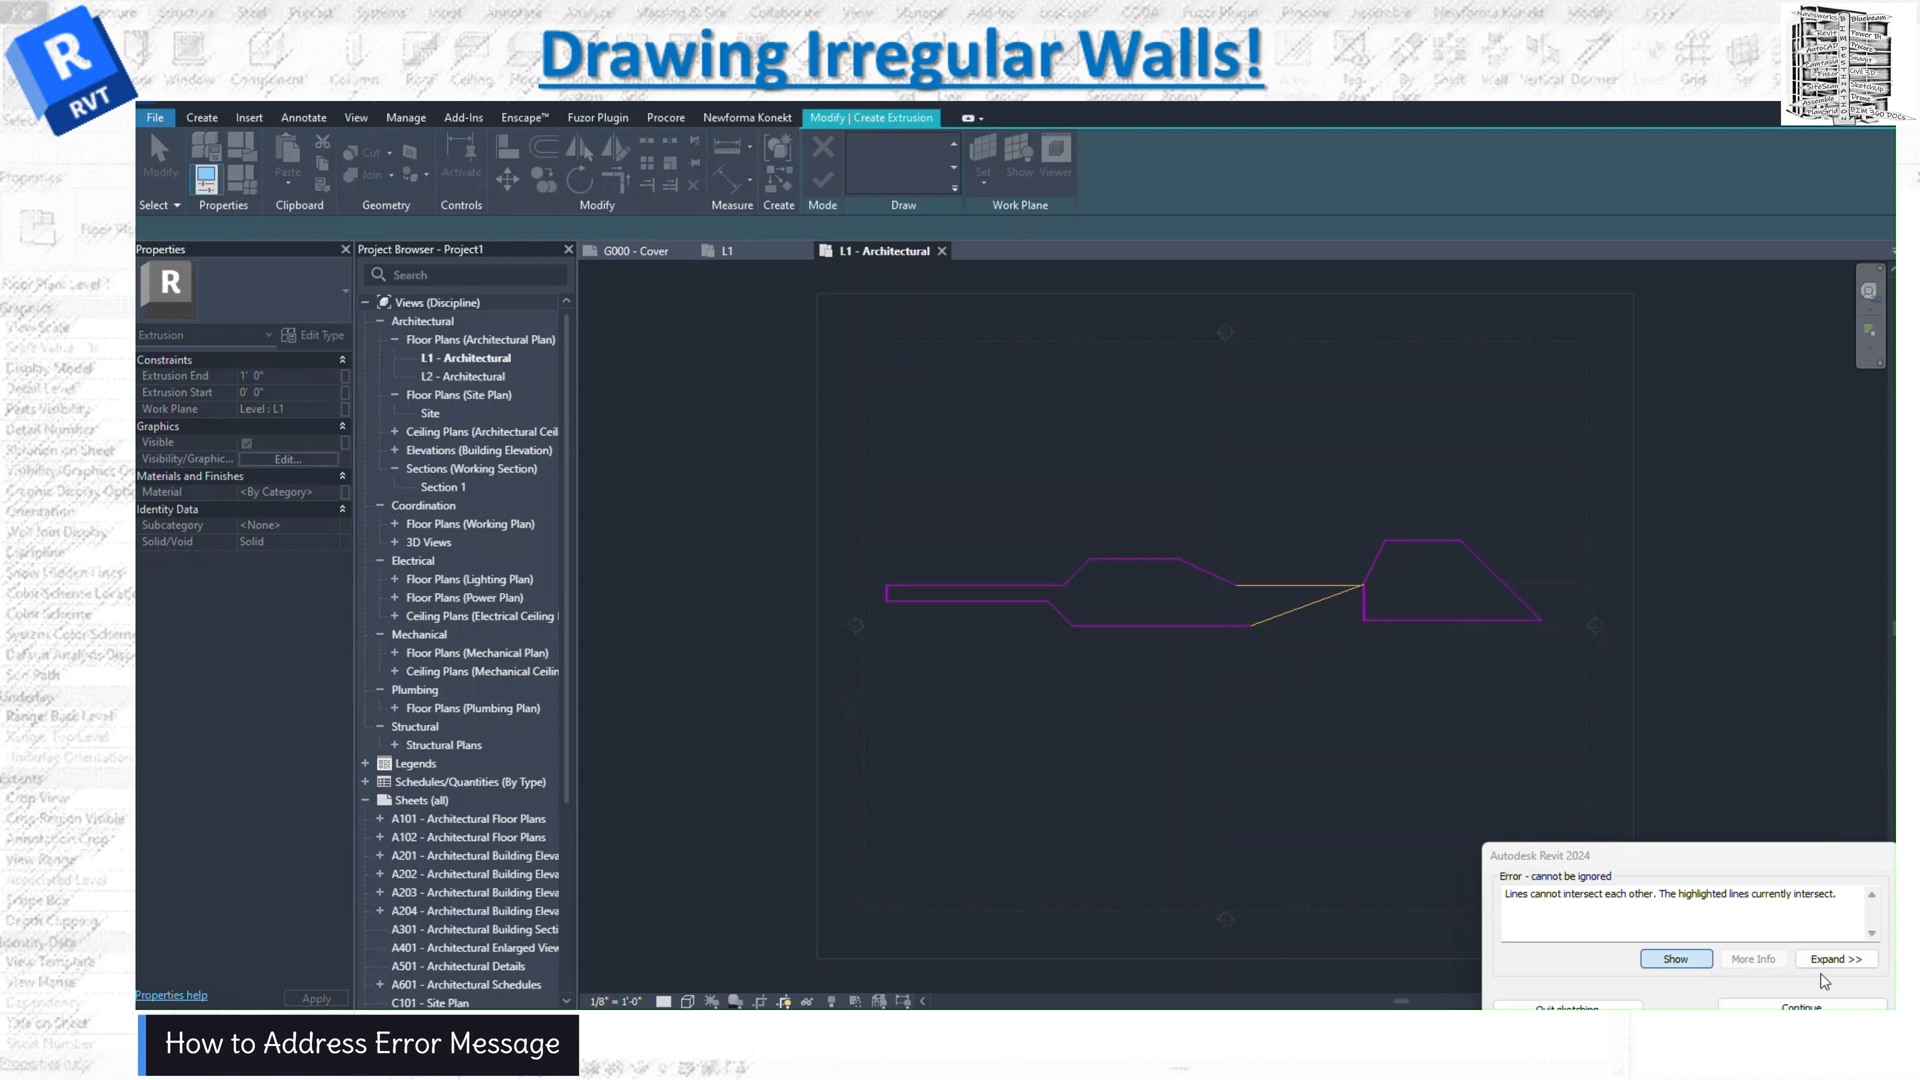 Drawing Irregular Walls!
R
RVT
File Create Insert Annotate View Manage Add-Ins Enscape™ Fuzor Plugin Procore Newforma Konekt Modify | Create Extrusion
Modify Paste Cut Join Activate Set Show Viewer
Select Properties Clipboard Geometry Controls Modify Measure Create Mode Draw Work Plane
Properties
R
Extrusion Edit Type
Constraints
Extrusion End 1' 0"
Extrusion Start 0' 0"
Work Plane Level : L1
Graphics
Visible
Visibility/Graphic... Edit...
Materials and Finishes
Material <By Category>
Identity Data
Subcategory <None>
Solid/Void Solid
Properties help Apply
Project Browser - Project1
Search
Views (Discipline)
Architectural
Floor Plans (Architectural Plan)
L1 - Architectural
L2 - Architectural
Floor Plans (Site Plan)
Site
Ceiling Plans (Architectural Ceil
Elevations (Building Elevation)
Sections (Working Section)
Section 1
Coordination
Floor Plans (Working Plan)
3D Views
Electrical
Floor Plans (Lighting Plan)
Floor Plans (Power Plan)
Ceiling Plans (Electrical Ceiling
Mechanical
Floor Plans (Mechanical Plan)
Ceiling Plans (Mechanical Ceilin
Plumbing
Floor Plans (Plumbing Plan)
Structural
Structural Plans
Legends
Schedules/Quantities (By Type)
Sheets (all)
A101 - Architectural Floor Plans
A102 - Architectural Floor Plans
A201 - Architectural Building Eleva
A202 - Architectural Building Eleva
A203 - Architectural Building Eleva
A204 - Architectural Building Eleva
A301 - Architectural Building Secti
A401 - Architectural Enlarged View
A501 - Architectural Details
A601 - Architectural Schedules
C101 - Site Plan
G000 - Cover L1 L1 - Architectural
1/8" = 1'-0"
Autodesk Revit 2024
Error - cannot be ignored
Lines cannot intersect each other. The highlighted lines currently intersect.
Show More Info Expand >>
Quit sketching Continue
How to Address Error Message